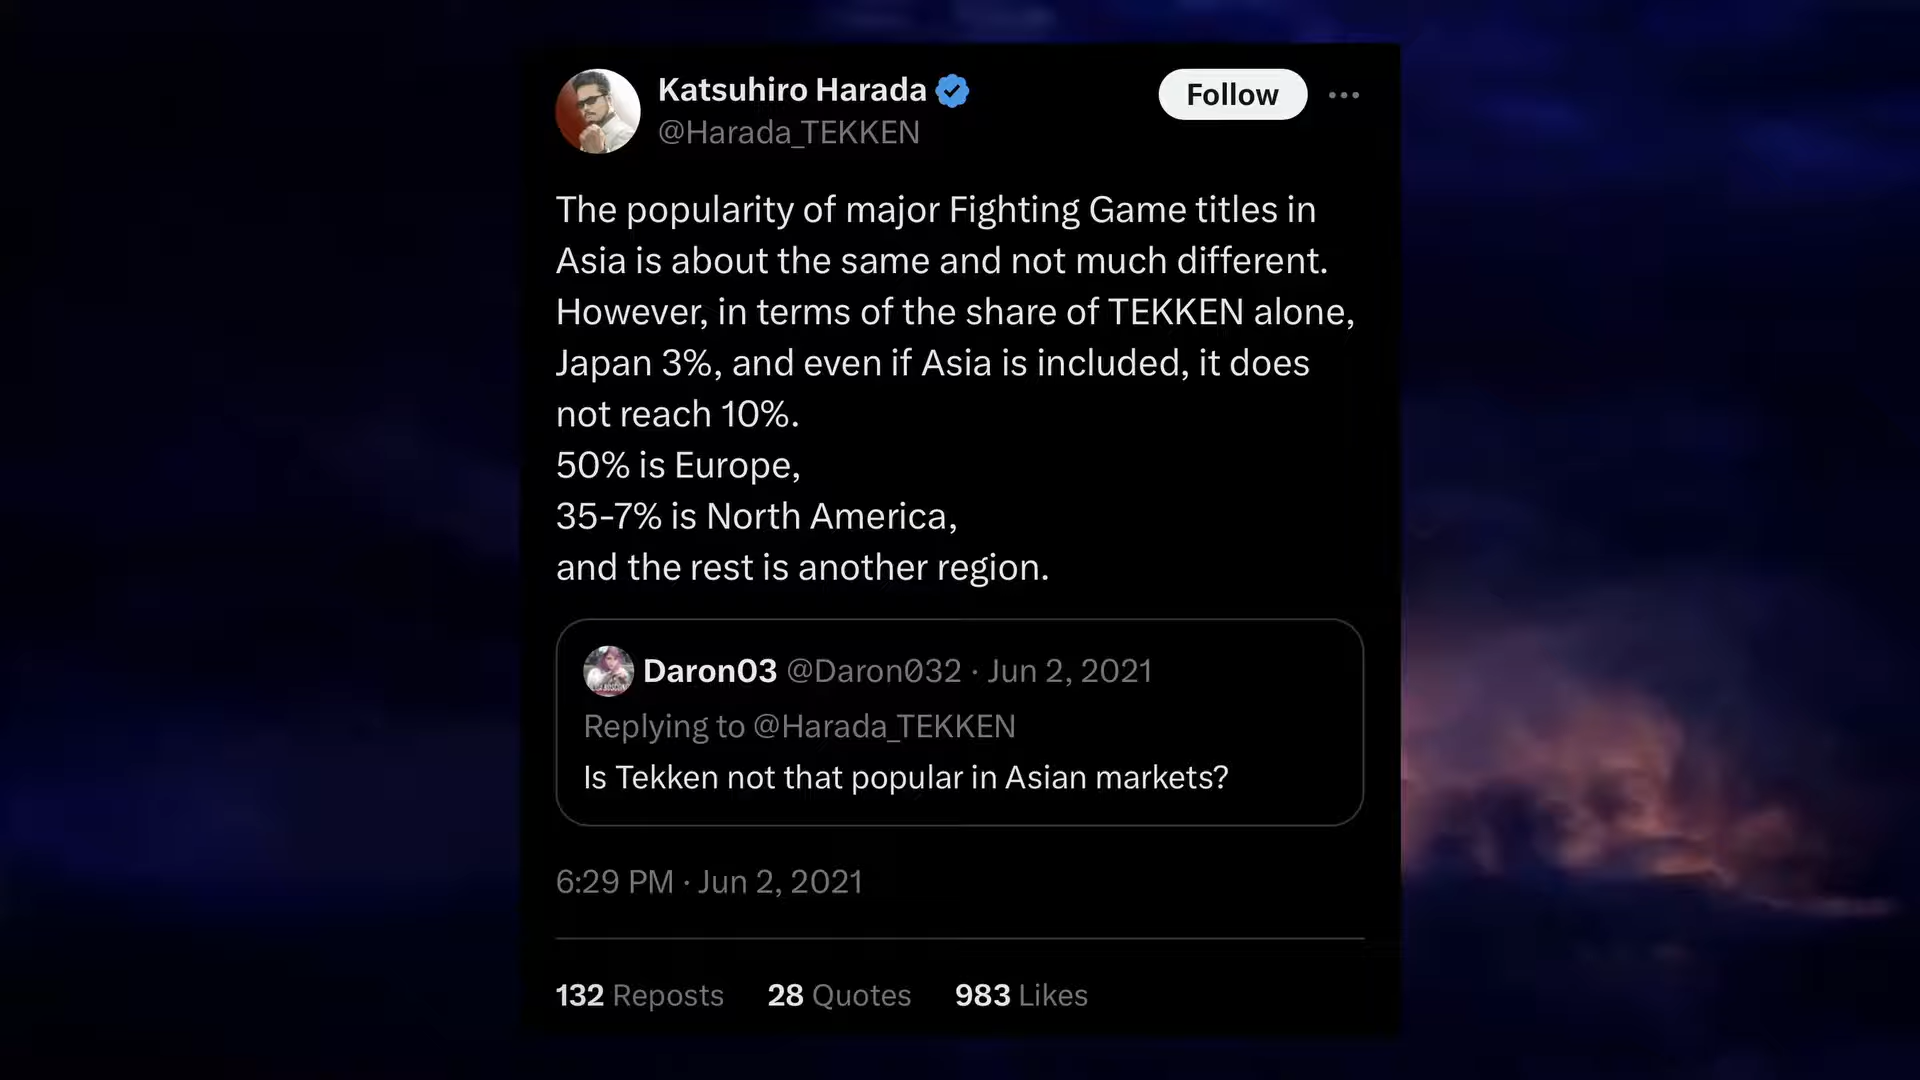 Katsuhiro Harada
@Harada_TEKKEN
Follow
The popularity of major Fighting Game titles in
Asia is about the same and not much different.
However, in terms of the share of TEKKEN alone,
Japan 3%, and even if Asia is included, it does
not reach 10%.
50% is Europe,
35-7% is North America,
and the rest is another region.
Daron03 @Daron032 · Jun 2, 2021
Replying to @Harada_TEKKEN
Is Tekken not that popular in Asian markets?
6:29 PM · Jun 2, 2021
132 Reposts 28 Quotes 983 Likes